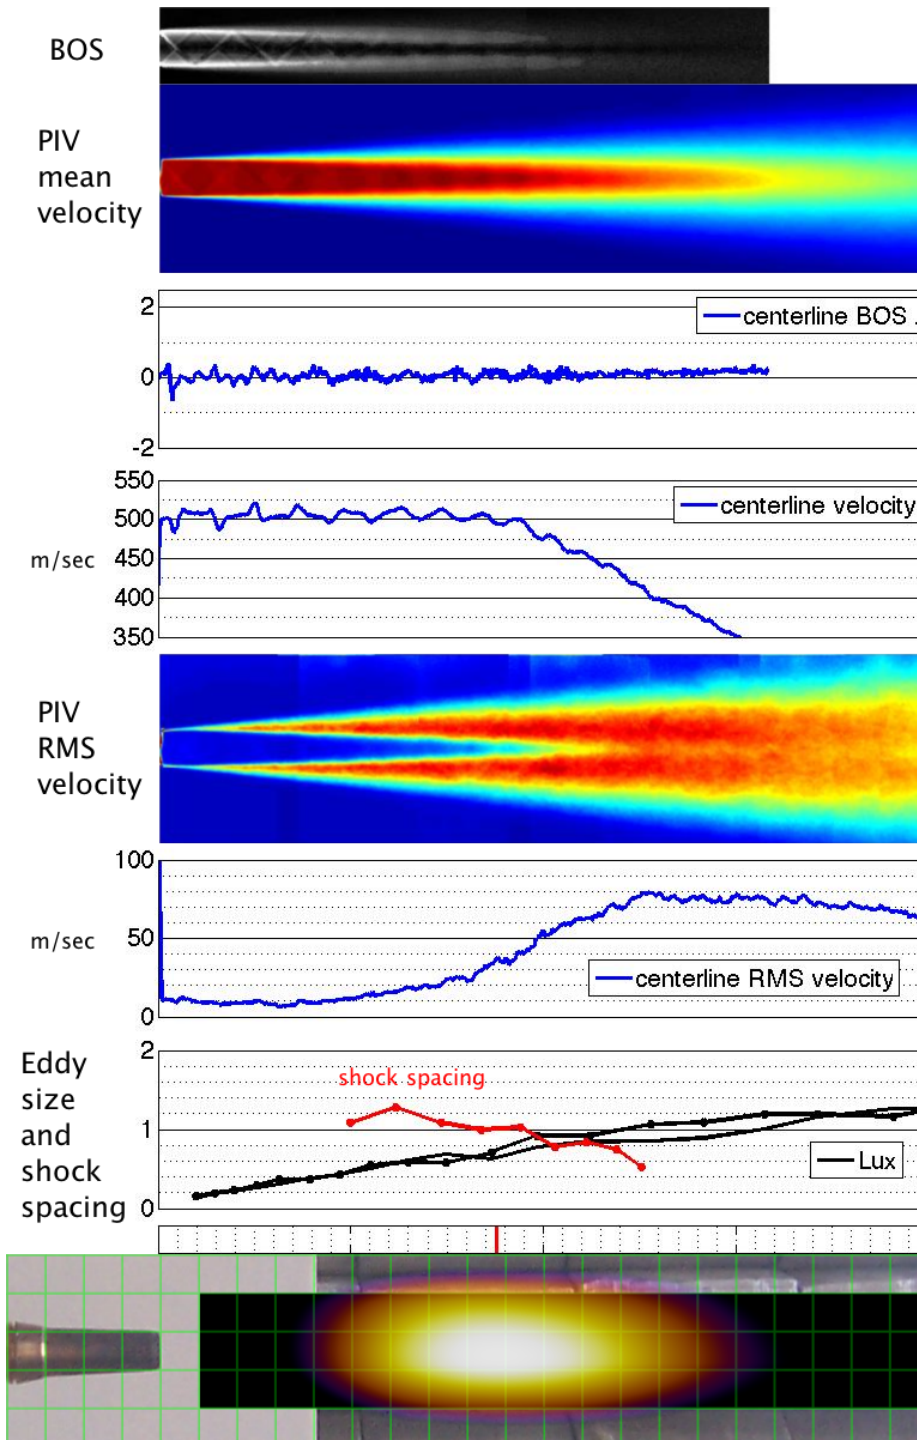 BOS
PIV
mean
velocity
2
0
-2
centerline BOS .
550
500
450
400
350
m/sec
centerline velocity
PIV
RMS
velocity
100
50
0
m/sec
centerline RMS velocity
Eddy
size
and
shock
spacing
2
1
0
shock spacing
Lux